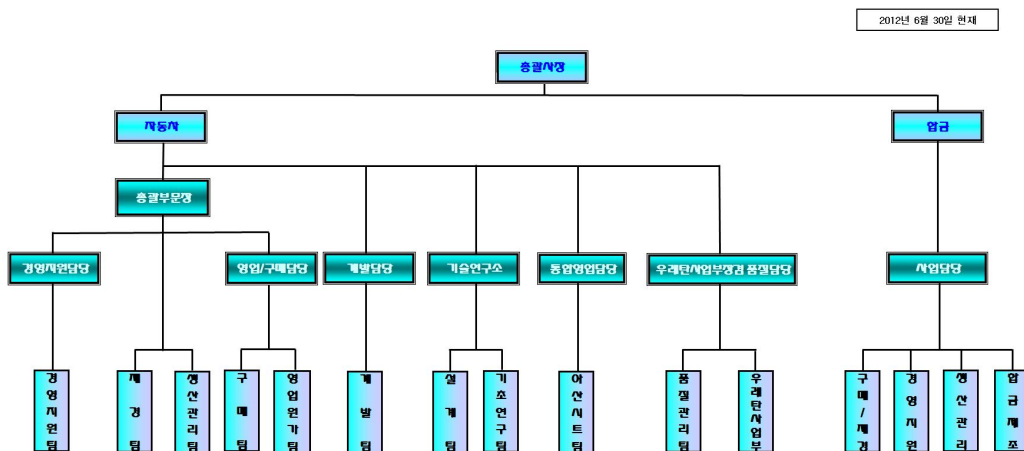 2012년 6월 30일 현재
총괄사장
자동차
합금
총괄부문장
경영지원담당
영업/구매담당
개발담당
기술연구소
통합영업담당
우레탄사업부장겸 품질담당
사업담당
경영지원팀
재경팀
생산관리팀
구매팀
영업원가팀
개발팀
설계팀
기초연구팀
아산시트팀
품질관리팀
우레탄사업부
구매/재경
경영지원
생산관리
합금제조